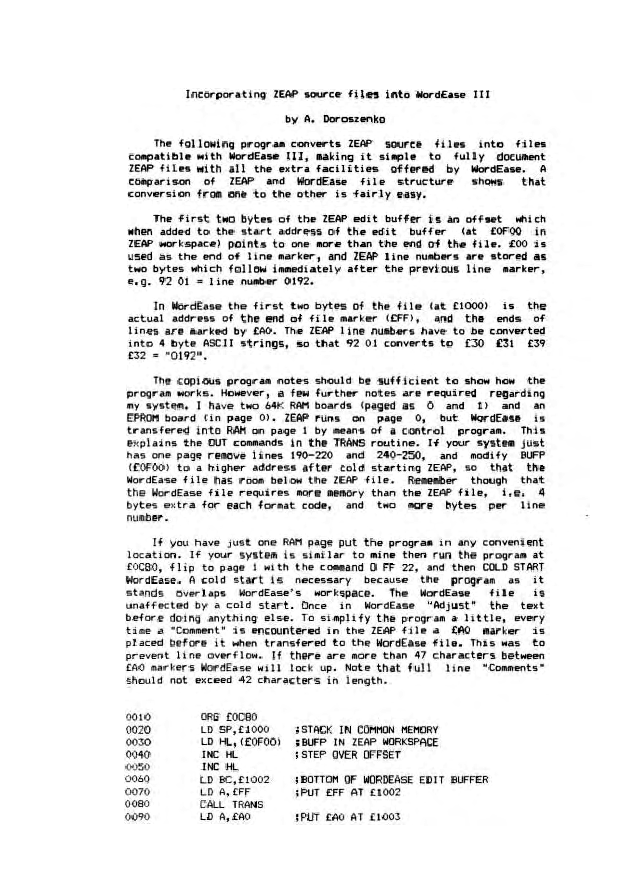 Incorporating ZEAP source files into WordEase III
by A. Doroszenko
The following program converts ZEAP source files into files
compatible with WordEase III, making it simple to fully document
ZEAP files with all the extra facilities offered by WordEase. A
comparison of ZEAP and WordEase file structure shows that
conversion from one to the other is fairly easy.
The first two bytes of the ZEAP edit buffer is an offset which
when added to the start address of the edit buffer (at £0F00 in
ZEAP workspace) points to one more than the end of the file. £00 is
used as the end of line marker, and ZEAP line numbers are stored as
two bytes which follow immediately after the previous line marker,
e.g. 92 01 = line number 0192.
In WordEase the first two bytes of the file (at £1000) is the
actual address of the end of file marker (£FF), and the ends of
lines are marked by £A0. The ZEAP line numbers have to be converted
into 4 byte ASCII strings, so that 92 01 converts to £30 £31 £39
£32 = "0192".
The copious program notes should be sufficient to show how the
program works. However, a few further notes are required regarding
my system. I have two 64K RAM boards (paged as 0 and 1) and an
EPROM board (in page 0). ZEAP runs on page 0, but WordEase is
transfered into RAM on page 1 by means of a control program. This
explains the OUT commands in the TRANS routine. If your system just
has one page remove lines 190-220 and 240-250, and modify BUFP
(£0F00) to a higher address after cold starting ZEAP, so that the
WordEase file has room below the ZEAP file. Remember though that
the WordEase file requires more memory than the ZEAP file, i.e. 4
bytes extra for each format code, and two more bytes per line
number.
If you have just one RAM page put the program in any convenient
location. If your system is similar to mine then run the program at
£0C80, flip to page 1 with the command O FF 22, and then COLD START
WordEase. A cold start is necessary because the program as it
stands overlaps WordEase's workspace. The WordEase file is
unaffected by a cold start. Once in WordEase "Adjust" the text
before doing anything else. To simplify the program a little, every
time a "Comment" is encountered in the ZEAP file a £A0 marker is
placed before it when transfered to the WordEase file. This was to
prevent line overflow. If there are more than 47 characters between
£A0 markers WordEase will lock up. Note that full line "Comments"
should not exceed 42 characters in length.
0010 ORG £0C80
0020 LD SP,£1000 ;STACK IN COMMON MEMORY
0030 LD HL,(£0F00) ;BUFP IN ZEAP WORKSPACE
0040 INC HL ;STEP OVER OFFSET
0050 INC HL
0060 LD BC,£1002 ;BOTTOM OF WORDEASE EDIT BUFFER
0070 LD A,£FF ;PUT £FF AT £1002
0080 CALL TRANS
0090 LD A,£A0 ;PUT £A0 AT £1003